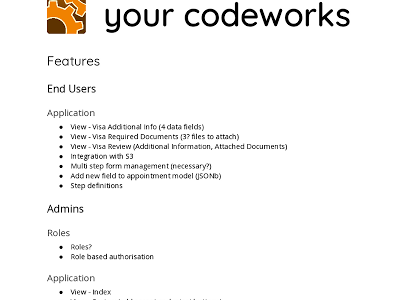 your codeworks
Features
End Users
Application
● View - Visa Additional Info (4 data fields)
● View - Visa Required Documents (3? files to attach)
● View - Visa Review (Additional Information, Attached Documents)
● Integration with S3
● Multi step form management (necessary?)
● Add new field to appointment model (JSONb)
● Step definitions
Admins
Roles
● Roles?
● Role based authorisation
Application
● View - Index